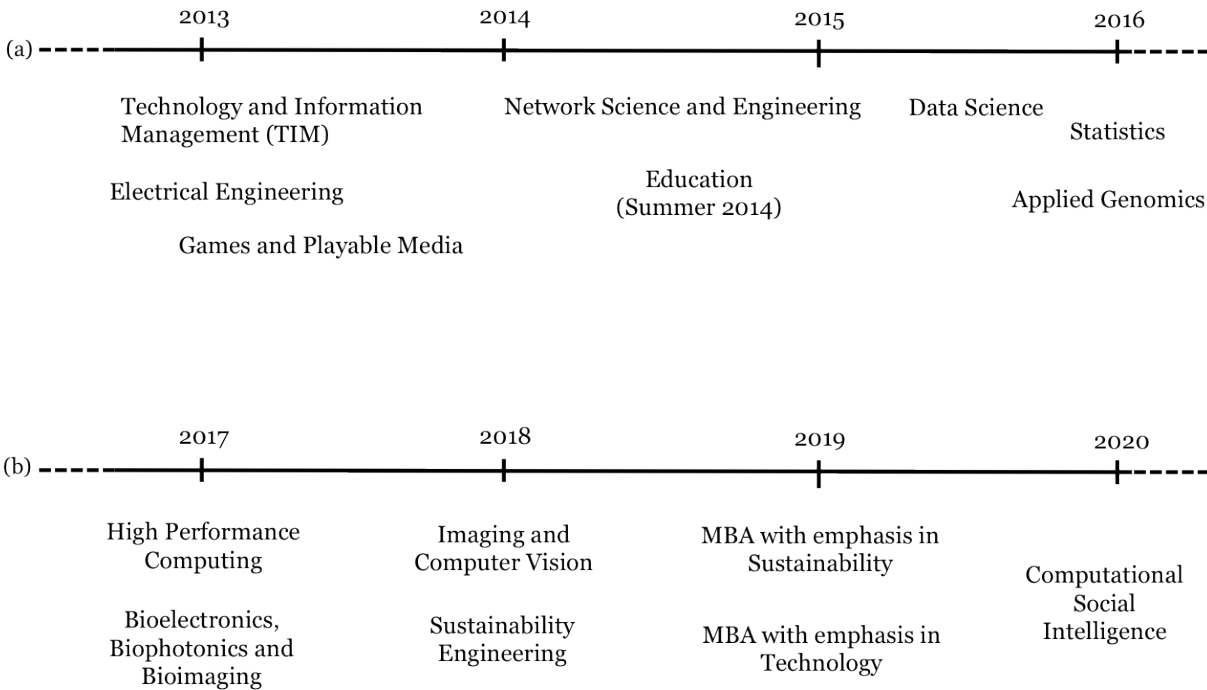 2013 2014 2015 2016
(a)
Technology and Information
Management (TIM)
Network Science and Engineering
Data Science
Statistics
Electrical Engineering
Education
(Summer 2014)
Applied Genomics
Games and Playable Media
2017 2018 2019 2020
(b)
High Performance
Computing
Imaging and
Computer Vision
MBA with emphasis in
Sustainability
Computational
Social
Intelligence
Bioelectronics,
Biophotonics and
Bioimaging
Sustainability
Engineering
MBA with emphasis in
Technology